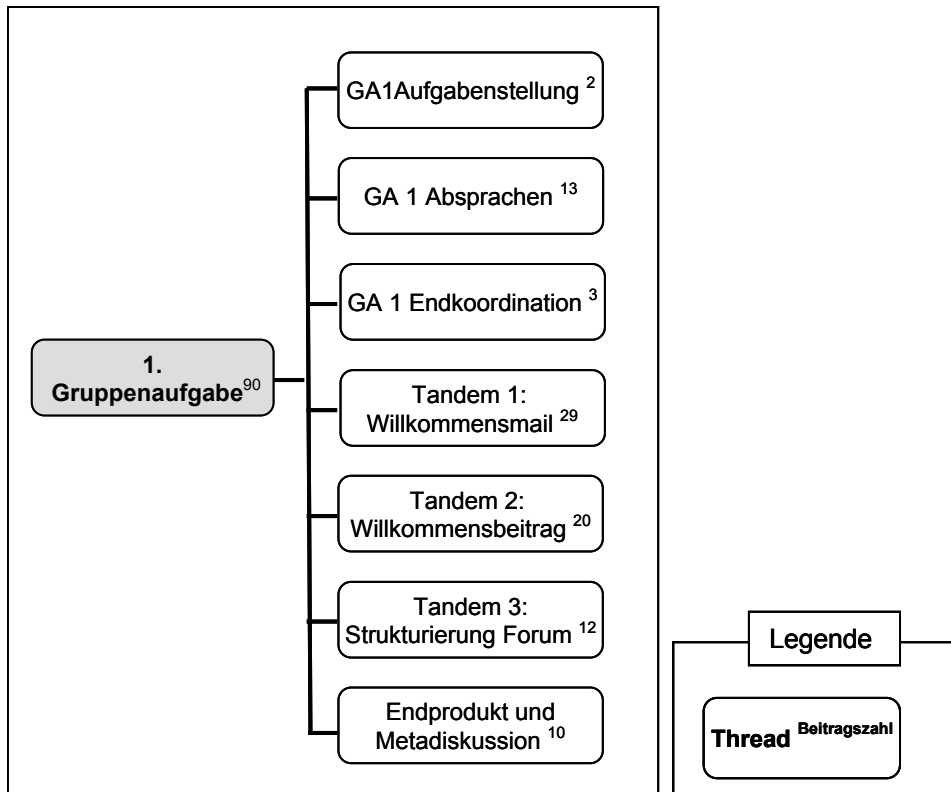 GA1Aufgabenstellung 2
GA 1 Absprachen 13
GA 1 Endkoordination 3
1.
Gruppenaufgabe90
Tandem 1:
Willkommensmail 29
Tandem 2:
Willkommensbeitrag 20
Tandem 3:
Strukturierung Forum 12
Endprodukt und
Metadiskussion 10
Legende
Thread Beitragszahl